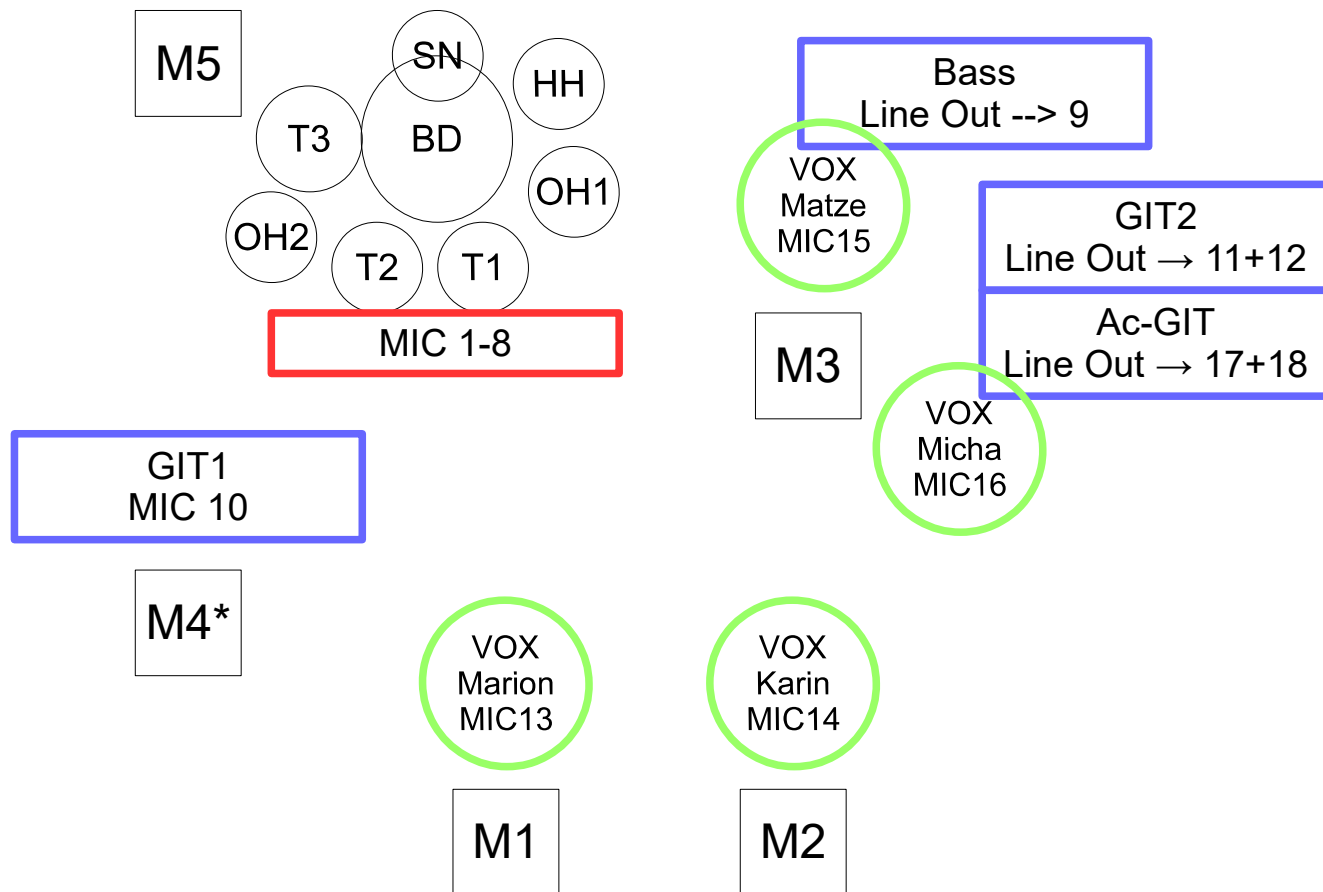 M5
SN
HH
T3
BD
OH1
OH2
T2
T1
MIC 1-8
Bass
Line Out --> 9
VOX
Matze
MIC15
GIT2
Line Out → 11+12
Ac-GIT
Line Out → 17+18
M3
VOX
Micha
MIC16
GIT1
MIC 10
M4*
VOX
Marion
MIC13
VOX
Karin
MIC14
M1
M2